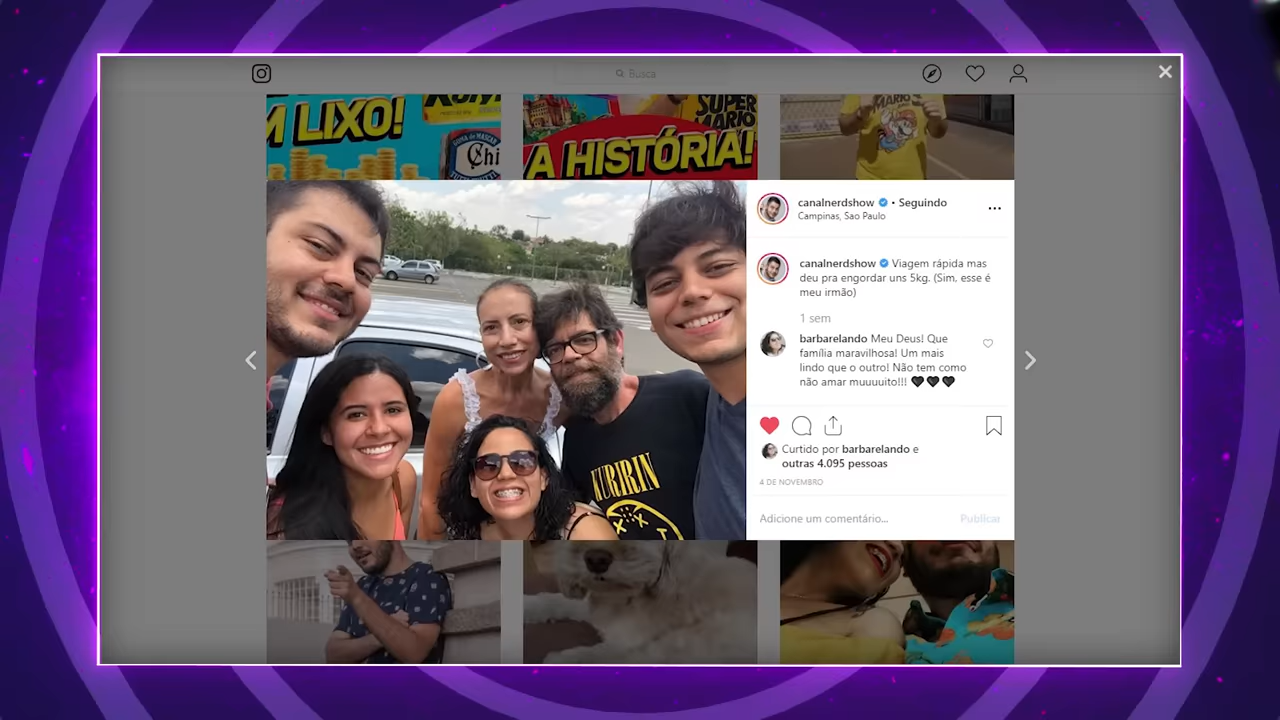 Busca
M LIXO!
SUPER
MARIO
A HISTÓRIA!
MARIO
Chi
canalnerdshow • Seguindo
Campinas, Sao Paulo
canalnerdshow Viagem rápida mas
deu pra engordar uns 5kg. (Sim, esse é
meu irmão)
1 sem
barbarelando Meu Deus! Que
família maravilhosa! Um mais
lindo que o outro! Não tem como
não amar muuuuito!!! 🖤🖤🖤
Curtido por barbarelando e
outras 4.095 pessoas
4 DE NOVEMBRO
Adicione um comentário...
Publicar
KURIRIN